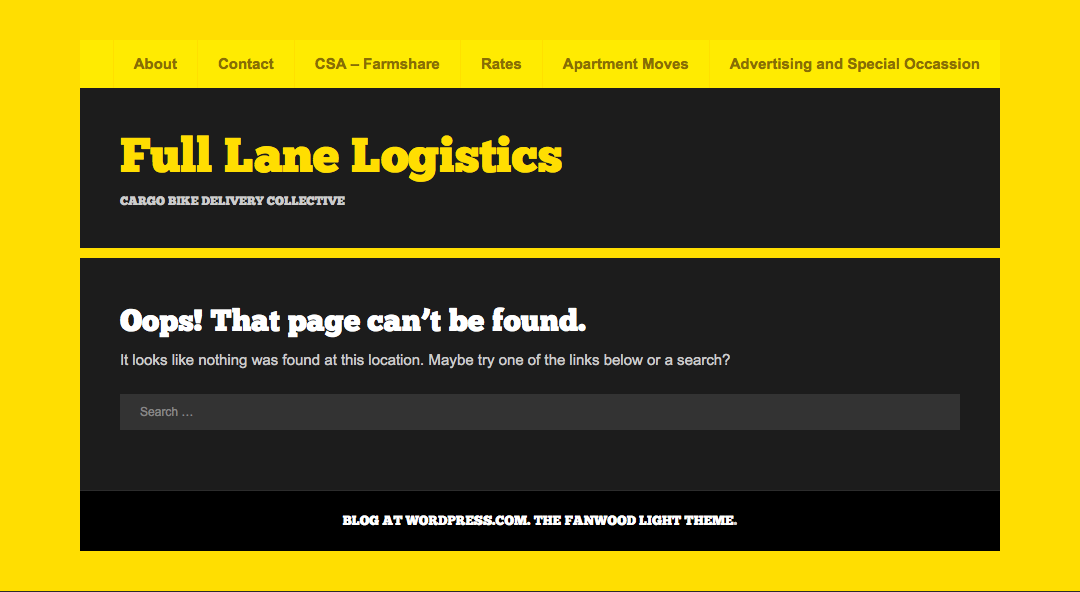 About Contact CSA – Farmshare Rates Apartment Moves Advertising and Special Occassion
Full Lane Logistics
CARGO BIKE DELIVERY COLLECTIVE
Oops! That page can’t be found.
It looks like nothing was found at this location. Maybe try one of the links below or a search?
Search …
BLOG AT WORDPRESS.COM. THE FANWOOD LIGHT THEME.